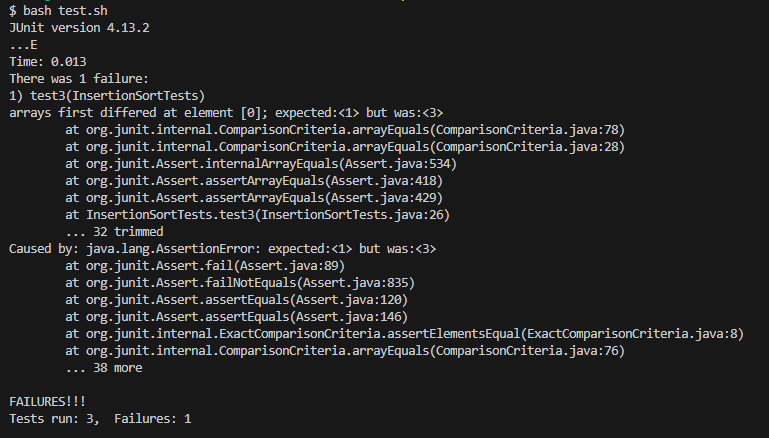 $ bash test.sh
JUnit version 4.13.2
...E
Time: 0.013
There was 1 failure:
1) test3(InsertionSortTests)
arrays first differed at element [0]; expected:<1> but was:<3>
        at org.junit.internal.ComparisonCriteria.arrayEquals(ComparisonCriteria.java:78)
        at org.junit.internal.ComparisonCriteria.arrayEquals(ComparisonCriteria.java:28)
        at org.junit.Assert.internalArrayEquals(Assert.java:534)
        at org.junit.Assert.assertArrayEquals(Assert.java:418)
        at org.junit.Assert.assertArrayEquals(Assert.java:429)
        at InsertionSortTests.test3(InsertionSortTests.java:26)
        ... 32 trimmed
Caused by: java.lang.AssertionError: expected:<1> but was:<3>
        at org.junit.Assert.fail(Assert.java:89)
        at org.junit.Assert.failNotEquals(Assert.java:835)
        at org.junit.Assert.assertEquals(Assert.java:120)
        at org.junit.Assert.assertEquals(Assert.java:146)
        at org.junit.internal.ExactComparisonCriteria.assertElementsEqual(ExactComparisonCriteria.java:8)
        at org.junit.internal.ComparisonCriteria.arrayEquals(ComparisonCriteria.java:76)
        ... 38 more

FAILURES!!!
Tests run: 3,  Failures: 1